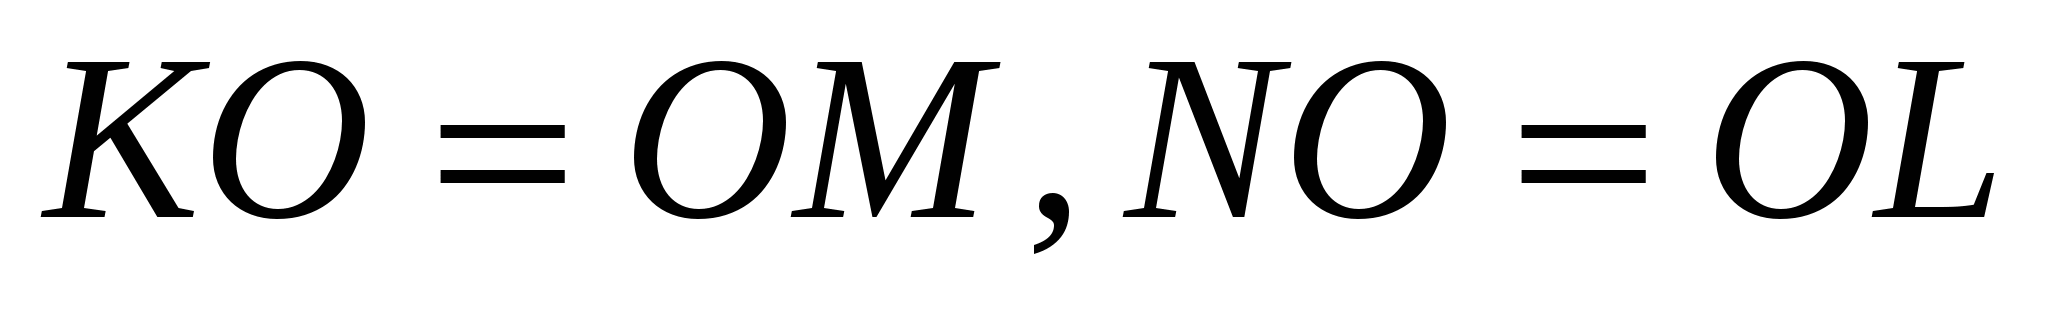 KO = OM , NO = OL